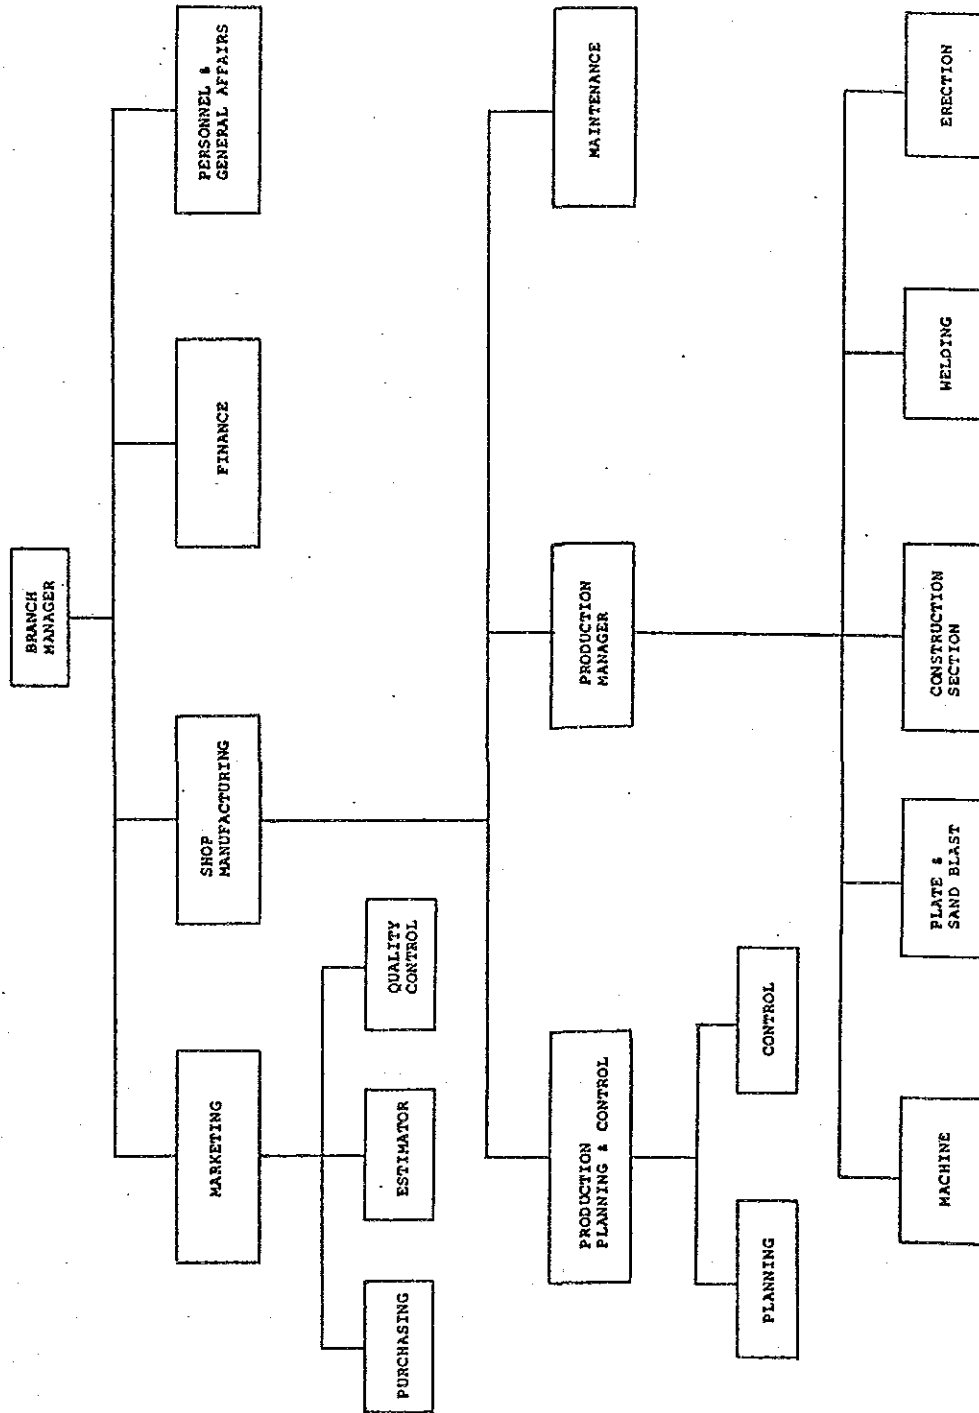 BRANCH
MANAGER
MARKETING
SHOP
MANUFACTURING
FINANCE
PERSONNEL &
GENERAL AFFAIRS
PURCHASING
ESTIMATOR
QUALITY
CONTROL
PRODUCTION
PLANNING & CONTROL
PRODUCTION
MANAGER
MAINTENANCE
PLANNING
CONTROL
MACHINE
PLATE &
SAND BLAST
CONSTRUCTION
SECTION
WELDING
ERECTION